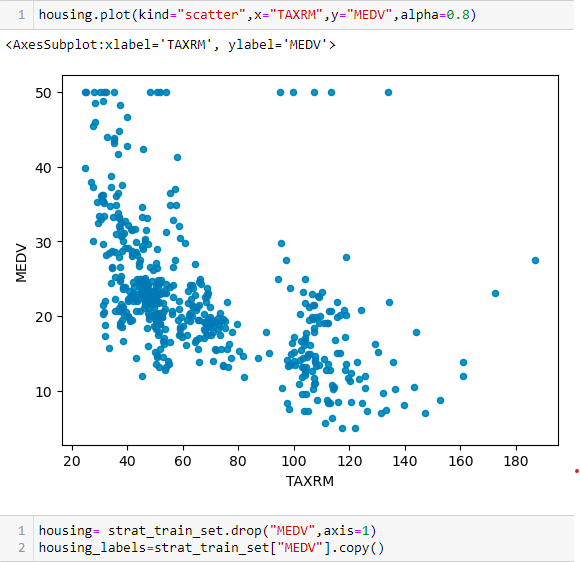 1 housing.plot(kind="scatter",x="TAXRM",y="MEDV",alpha=0.8)
<AxesSubplot:xlabel='TAXRM', ylabel='MEDV'>
50
40
30
20
10
MEDV
20 40 60 80 100 120 140 160 180
TAXRM
1 housing= strat_train_set.drop("MEDV",axis=1)
2 housing_labels=strat_train_set["MEDV"].copy()